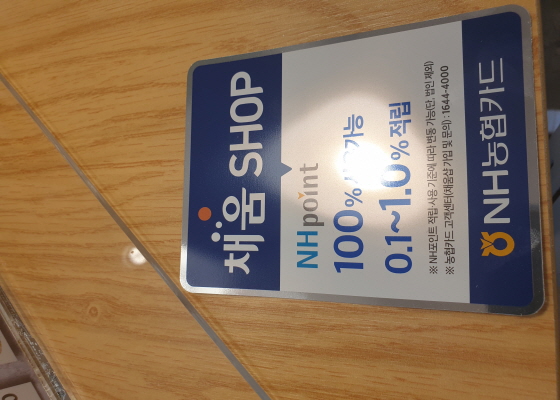 채움 SHOP
NHpoint
100% 가능
0.1~1.0% 적립
※ NH포인트 적립·사용 기준에 따라 변동 가능(단, 법인 제외)
※ 농협카드 고객센터(채움샵 가입 및 문의) : 1644-4000
NH농협카드